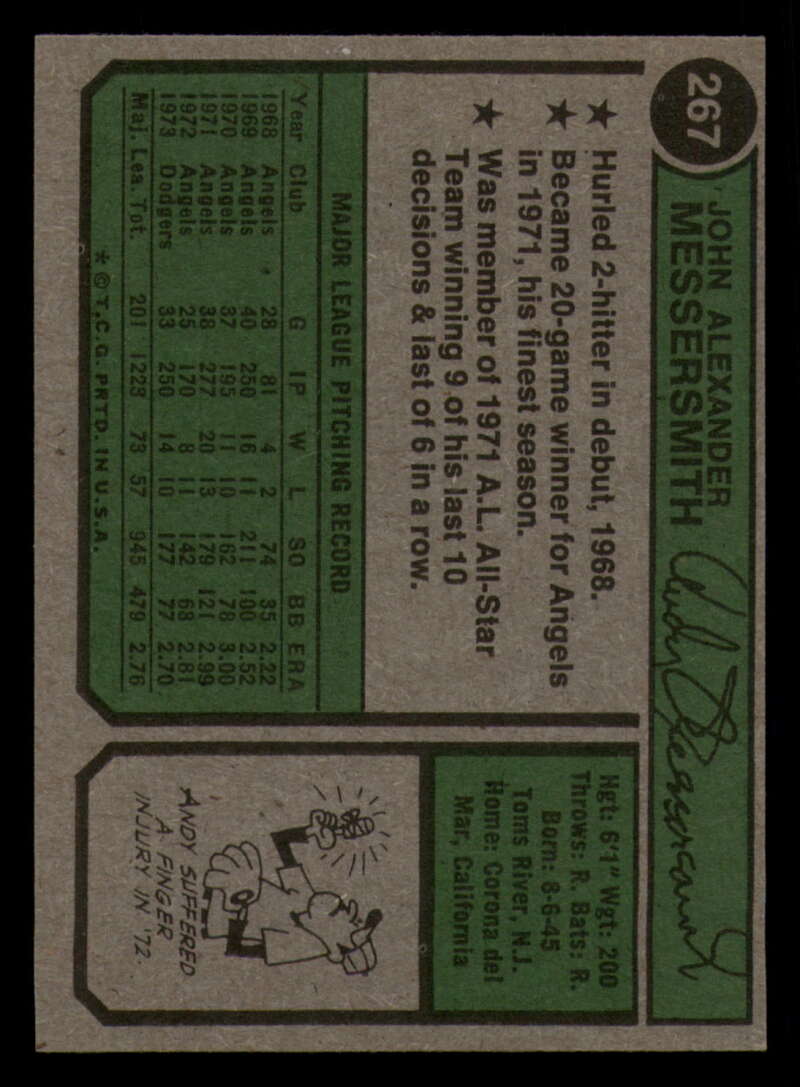 267
JOHN ALEXANDER
MESSERSMITH
★ Hurled 2-hitter in debut, 1968.
★ Became 20-game winner for Angels
in 1971, his finest season.
★ Was member of 1971 A.L. All-Star
Team winning 9 of his last 10
decisions & last of 6 in a row.
MAJOR LEAGUE PITCHING RECORD
Year Club G IP W L SO BB ERA
1968 Angels 28 81 4 2 74 35 2.22
1969 Angels 40 250 16 11 211 100 2.52
1970 Angels 37 195 11 10 162 78 3.00
1971 Angels 38 277 20 13 179 121 2.99
1972 Angels 25 170 8 11 142 68 2.81
1973 Dodgers 33 250 14 10 177 77 2.70
Maj. Lea. Tot. 201 1223 73 57 945 479 2.76
* © T.C.G. PRTD. IN U.S.A.
Hgt: 6'1" Wgt: 200
Throws: R. Bats: R.
Born: 8-6-45
Toms River, N.J.
Home: Corona del
Mar, California
ANDY SUFFERED
A FINGER
INJURY IN '72.